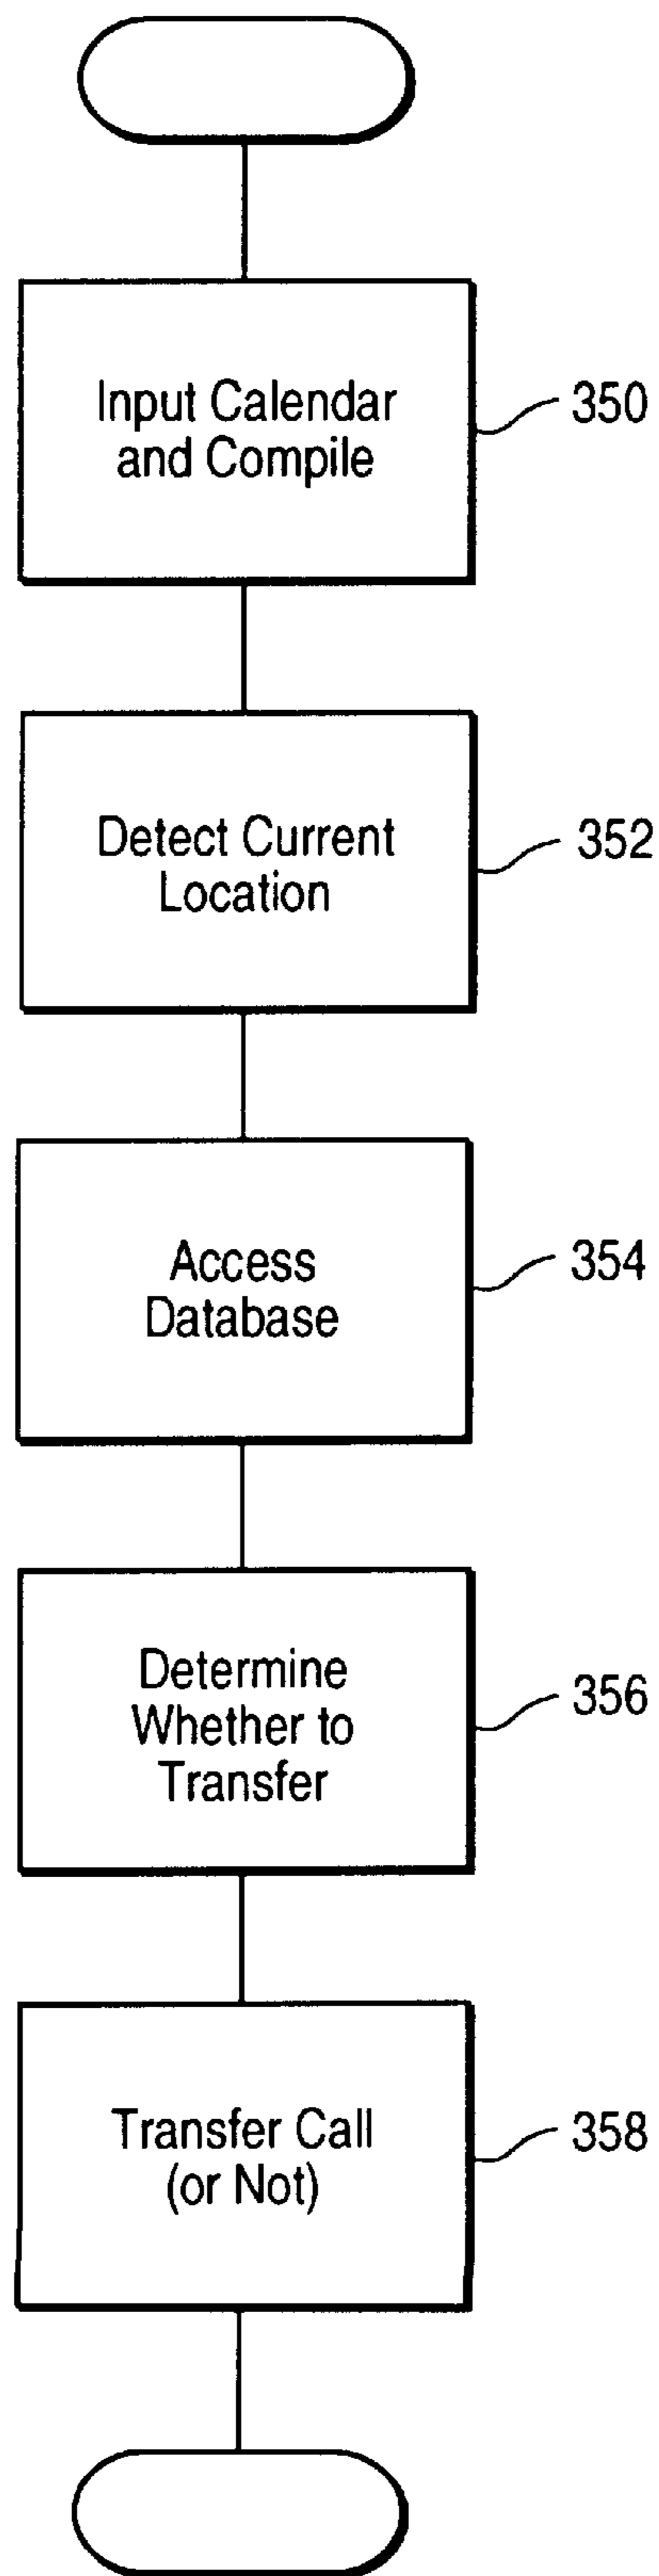 Input Calendar
and Compile
350
Detect Current
Location
352
Access
Database
354
Determine
Whether to
Transfer
356
Transfer Call
(or Not)
358